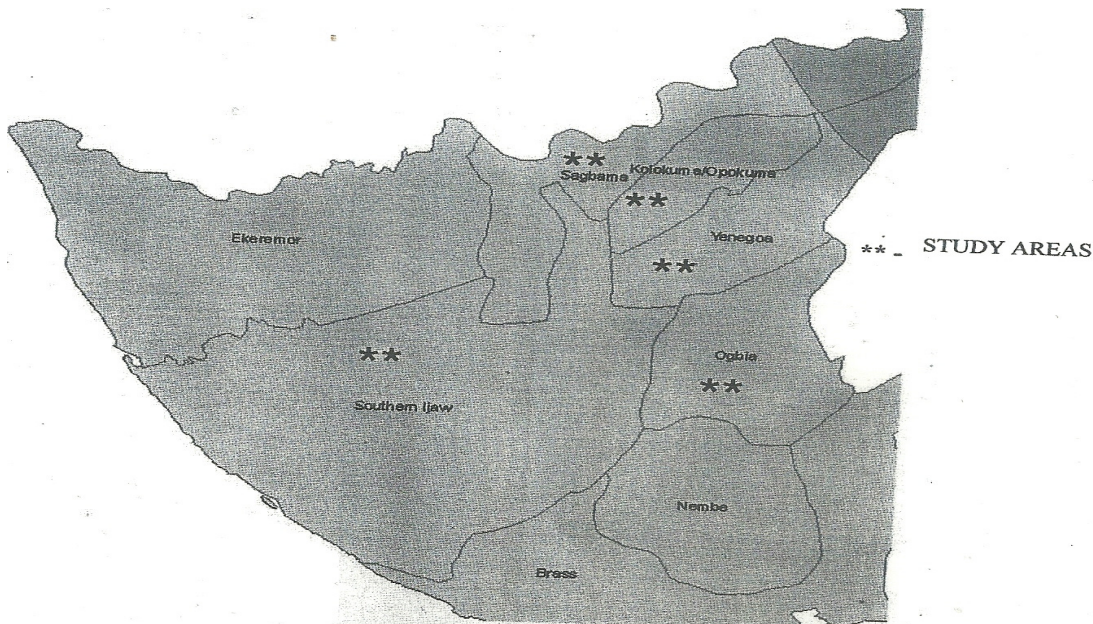 **
Sagbama
Kolokuma/Opokuma
**
Ekeremor
Yenegoa
**
** - STUDY AREAS
**
Ogbia
**
Southern Ijaw
Nembe
Brass